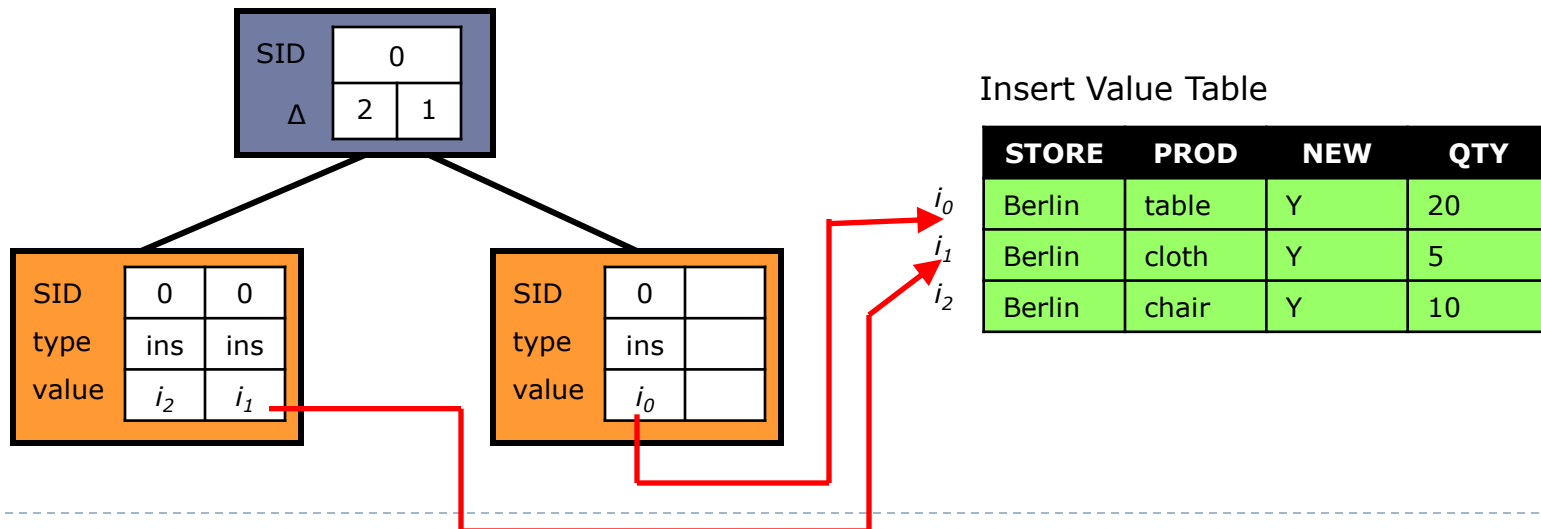 SID 0
Δ 2 1
Insert Value Table
STORE PROD NEW QTY
i₀ Berlin table Y 20
i₁ Berlin cloth Y 5
i₂ Berlin chair Y 10
SID 0 0
type ins ins
value i₂ i₁
SID 0
type ins
value i₀